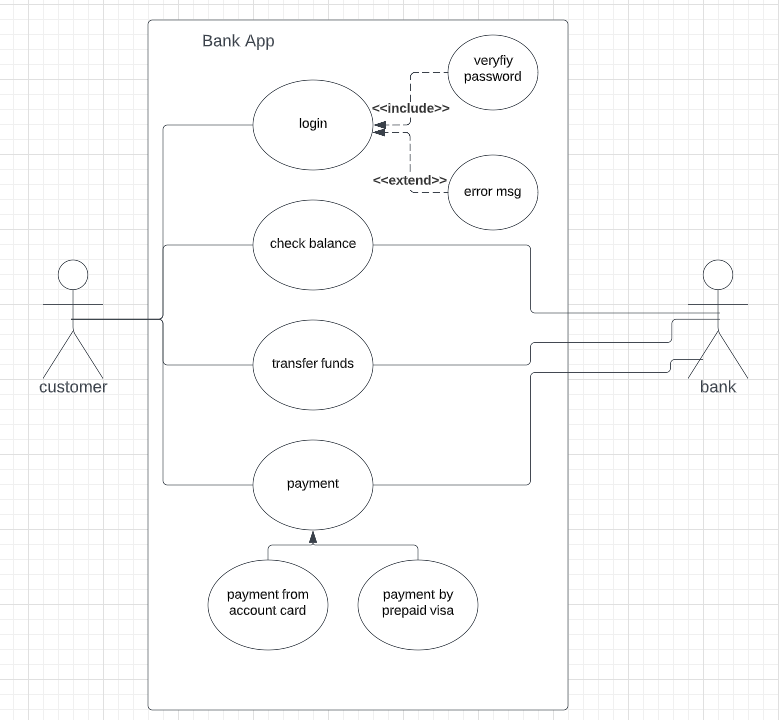 Bank App
veryfiy
password
<<include>>
login
<<extend>>
error msg
check balance
transfer funds
customer
bank
payment
payment from
account card
payment by
prepaid visa